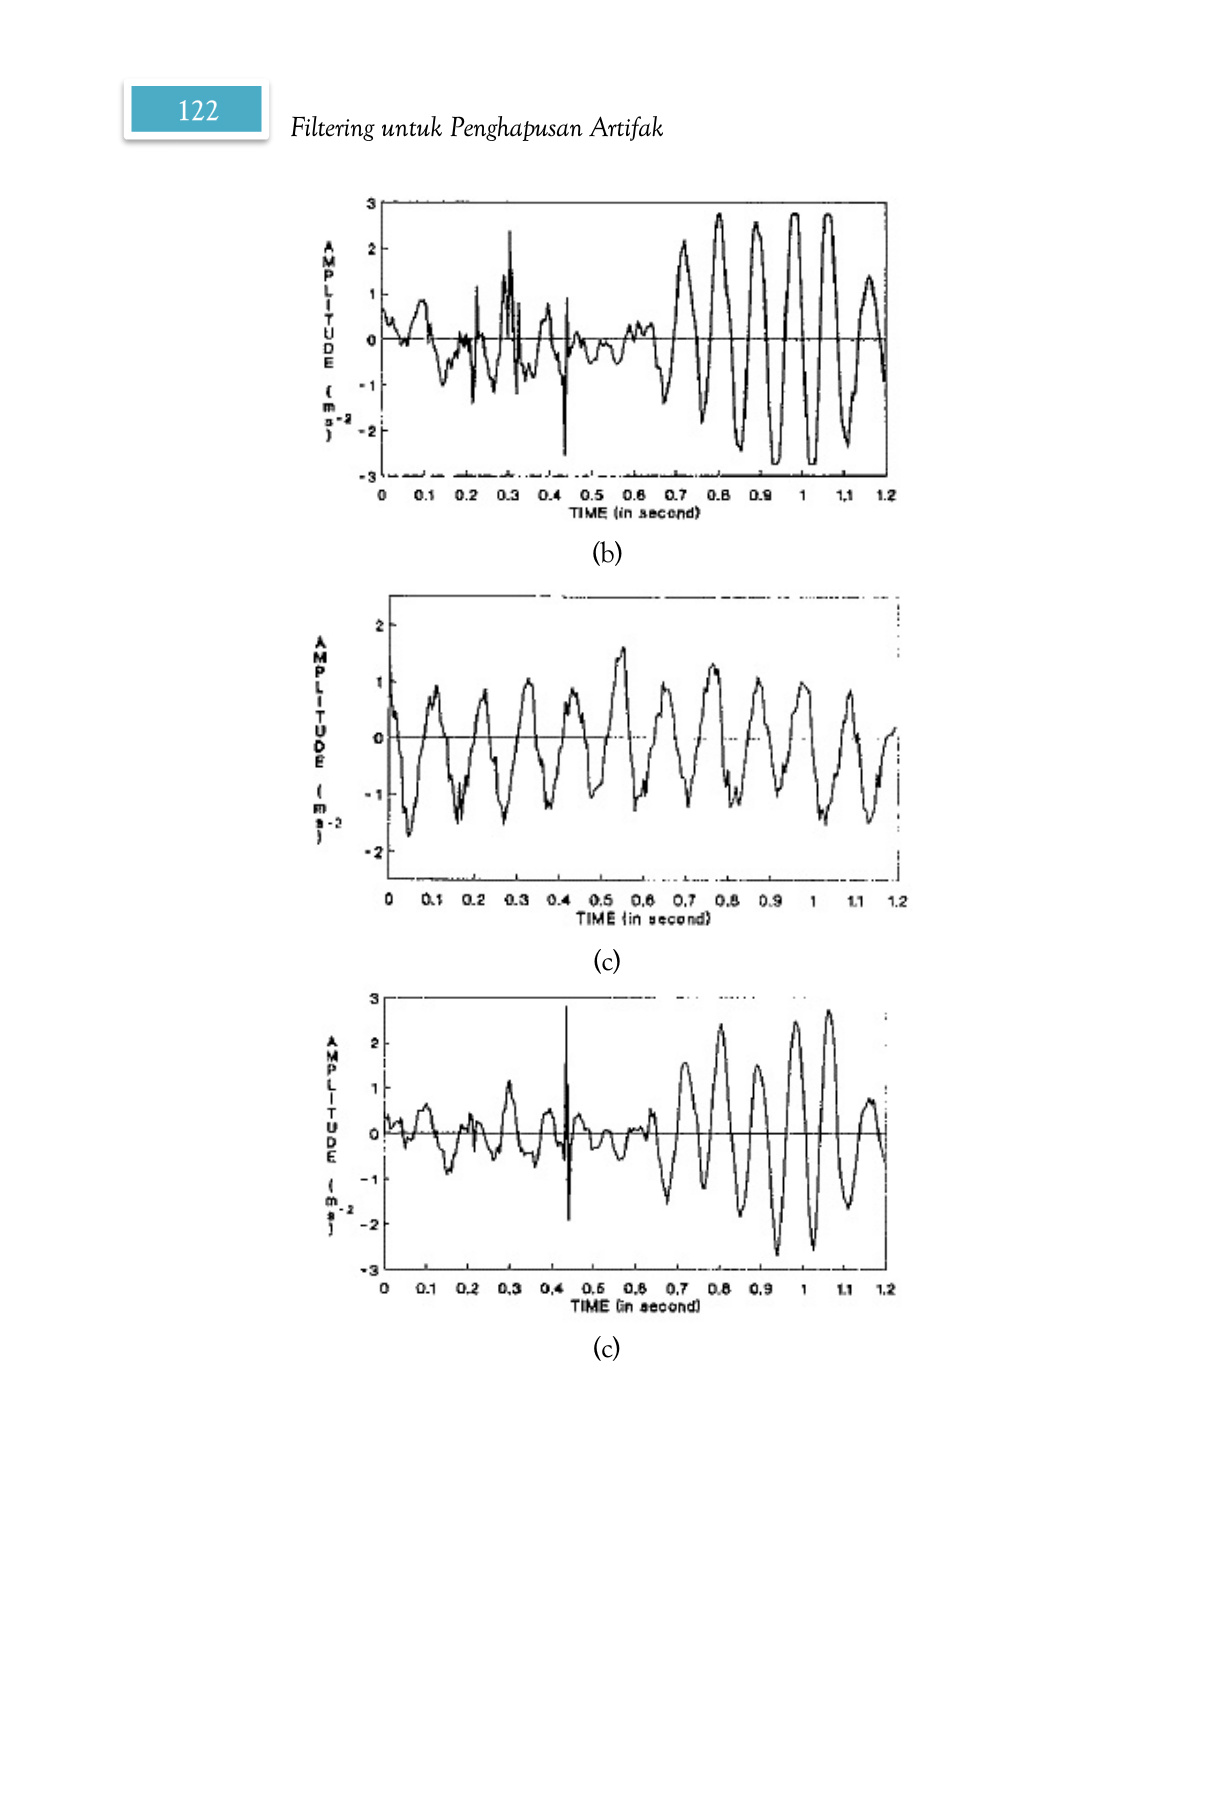 122
Filtering untuk Penghapusan Artifak
3
2
1
0
-1
-2
-3
AMPLITUDE (ms⁻²)
0 0.1 0.2 0.3 0.4 0.5 0.6 0.7 0.8 0.9 1 1.1 1.2
TIME (in second)
(b)
2
1
0
-1
-2
AMPLITUDE (ms⁻²)
0 0.1 0.2 0.3 0.4 0.5 0.6 0.7 0.8 0.9 1 1.1 1.2
TIME (in second)
(c)
3
2
1
0
-1
-2
-3
AMPLITUDE (ms⁻²)
0 0.1 0.2 0.3 0.4 0.5 0.6 0.7 0.8 0.9 1 1.1 1.2
TIME (in second)
(c)